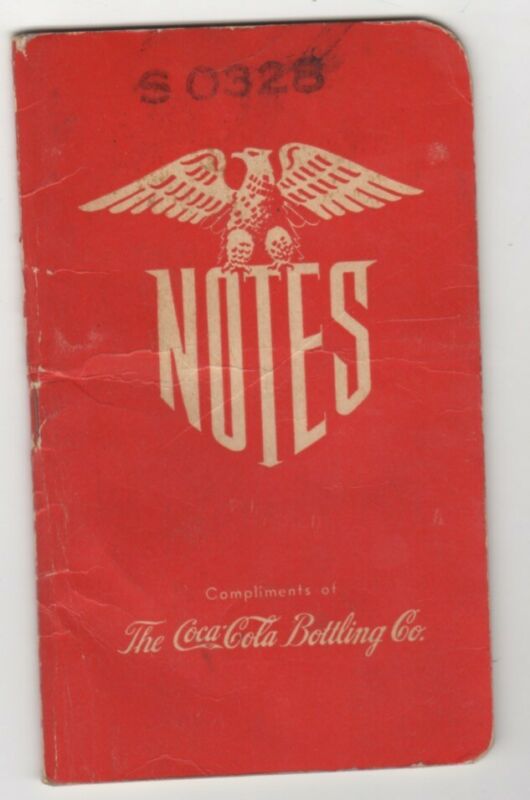 S 0328
NOTES
Compliments of
The Coca-Cola Bottling Co.